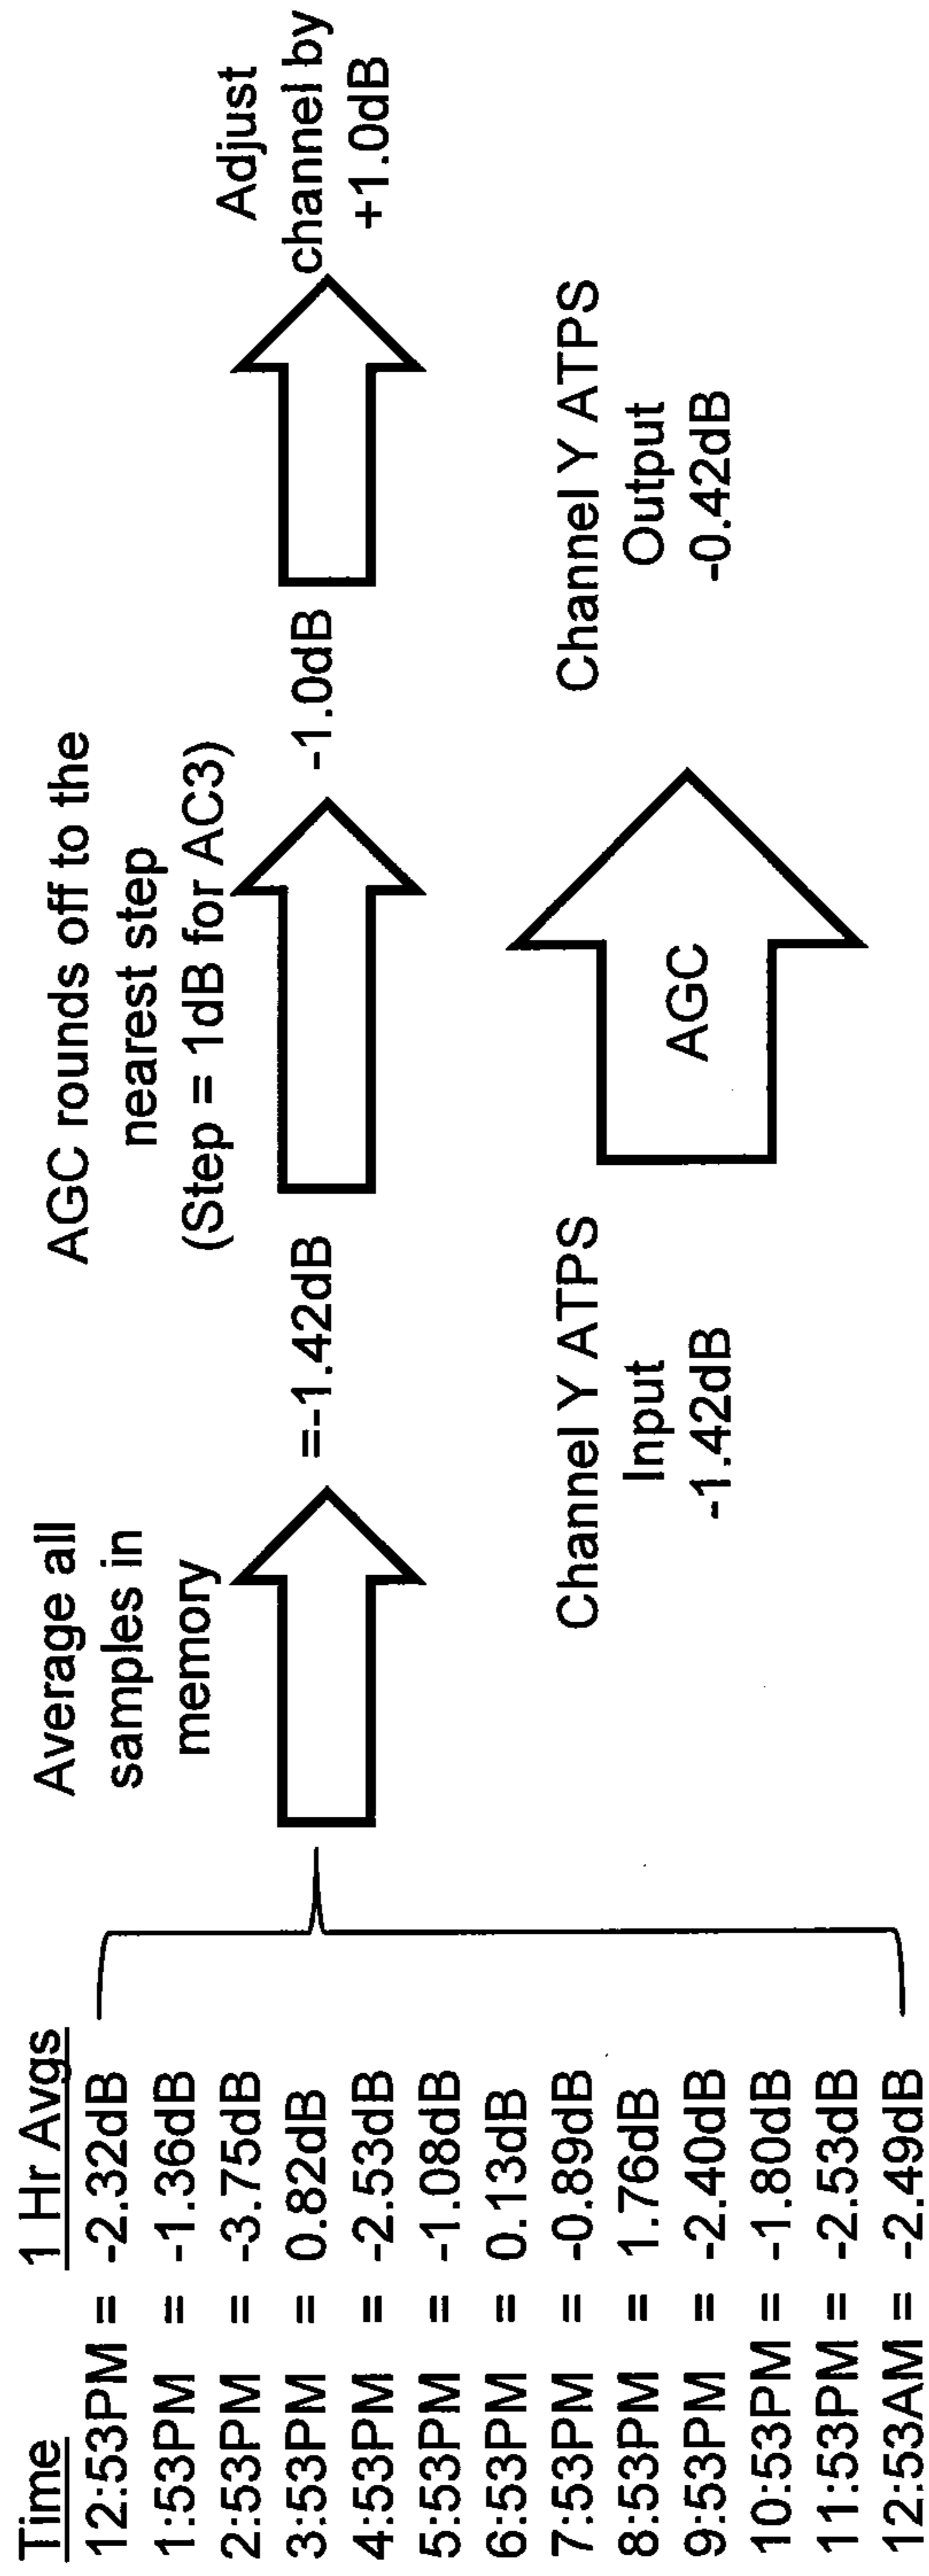 Time 1 Hr Avgs
12:53PM = -2.32dB
1:53PM = -1.36dB
2:53PM = -3.75dB
3:53PM = 0.82dB
4:53PM = -2.53dB
5:53PM = -1.08dB
6:53PM = 0.13dB
7:53PM = -0.89dB
8:53PM = 1.76dB
9:53PM = -2.40dB
10:53PM = -1.80dB
11:53PM = -2.53dB
12:53AM = -2.49dB
Average all
samples in
memory
=-1.42dB
AGC rounds off to the
nearest step
(Step = 1dB for AC3)
-1.0dB
Adjust
channel by
+1.0dB
Channel Y ATPS
Input
-1.42dB
AGC
Channel Y ATPS
Output
-0.42dB